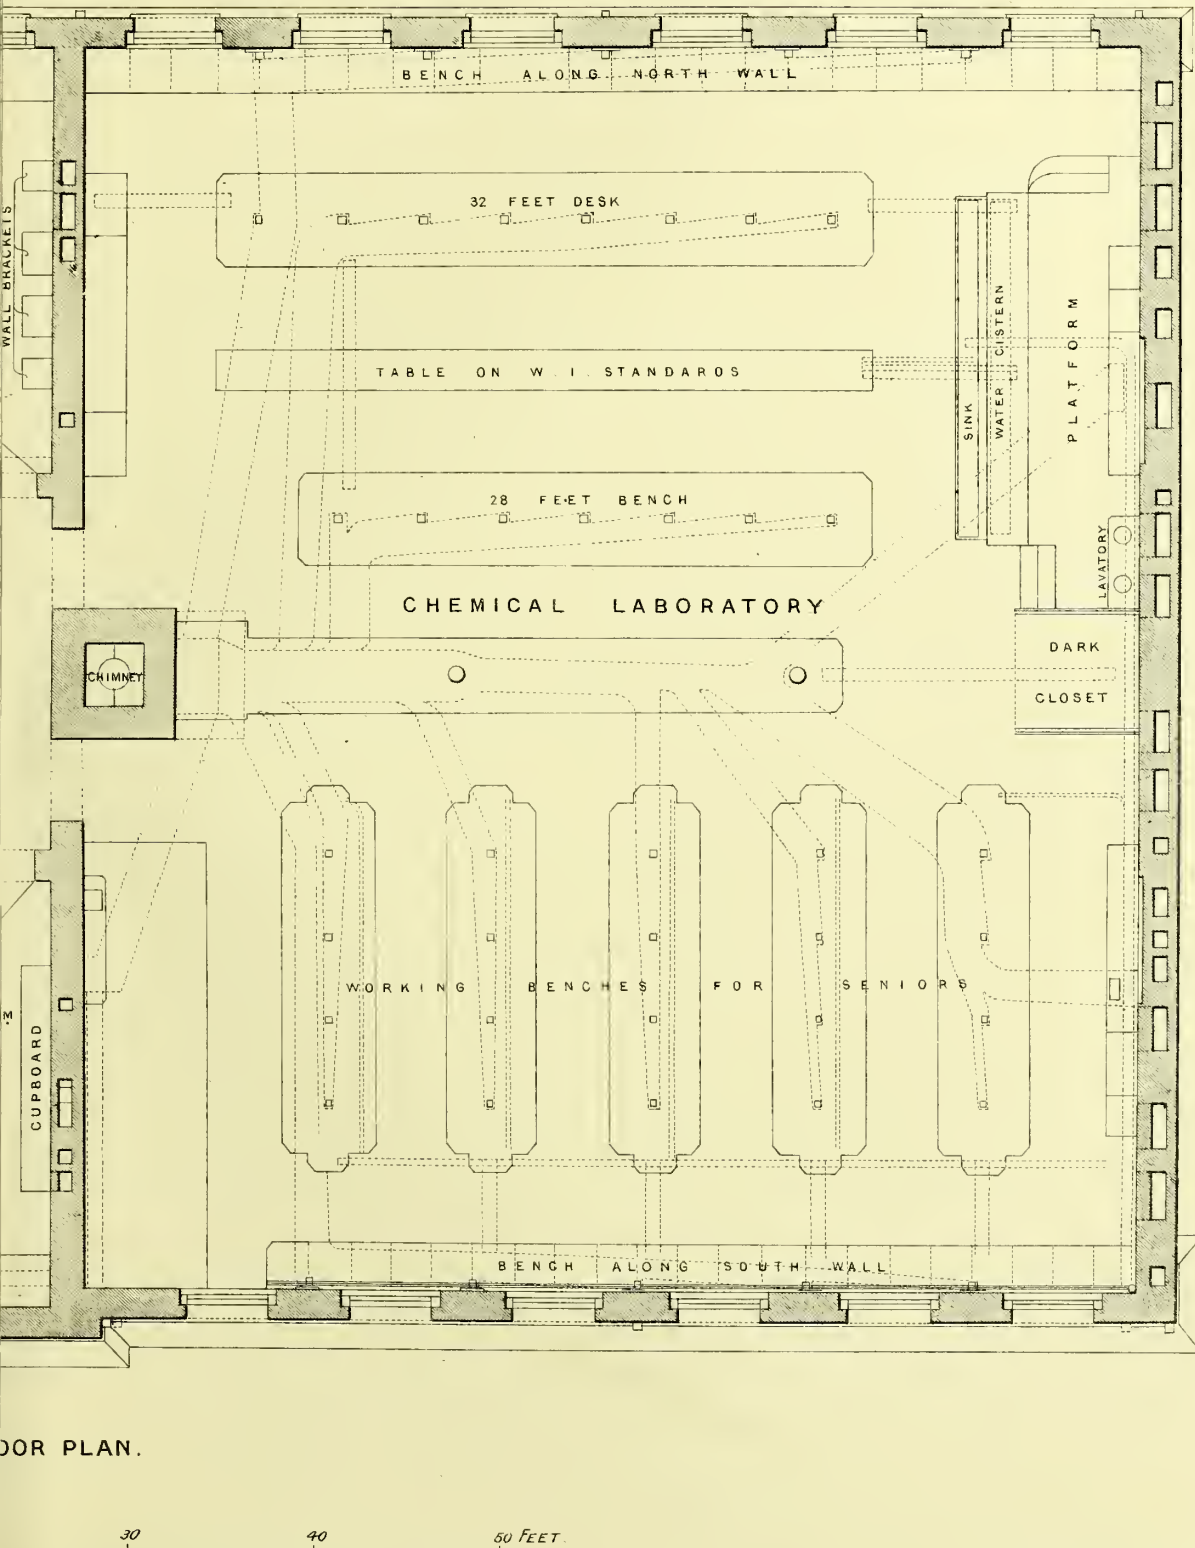 BENCH ALONG NORTH WALL
32 FEET DESK
WALL BRACKETS
TABLE ON W. I. STANDARDS
SINK
WATER CISTERN
PLATFORM
28 FEET BENCH
LAVATORY
CHEMICAL LABORATORY
CHIMNEY
DARK
CLOSET
WORKING BENCHES FOR SENIORS
M
CUPBOARD
BENCH ALONG SOUTH WALL
OOR PLAN.
30 40 50 FEET.